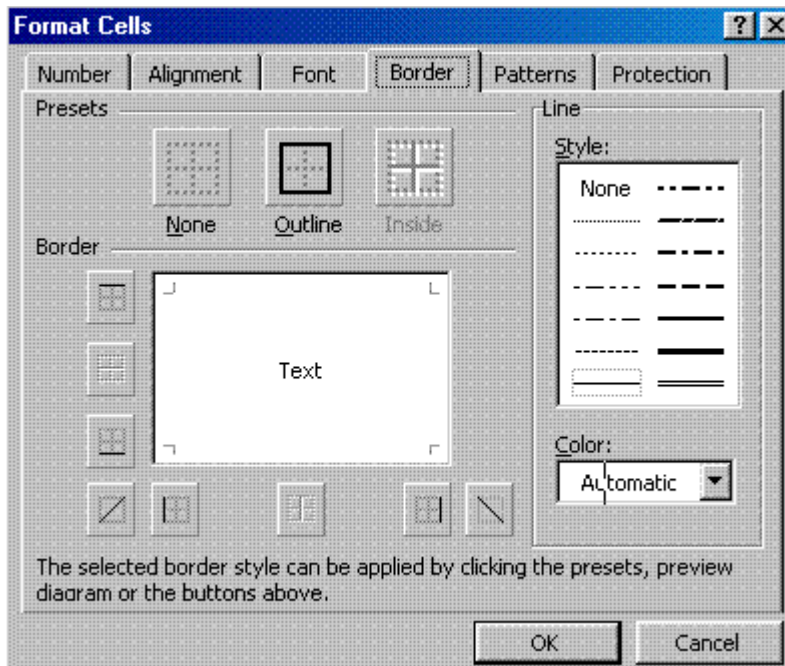 Format Cells
Number Alignment Font Border Patterns Protection
Presets
None Outline Inside
Border
Text
Line
Style:
None
Color:
Automatic
The selected border style can be applied by clicking the presets, preview
diagram or the buttons above.
OK Cancel